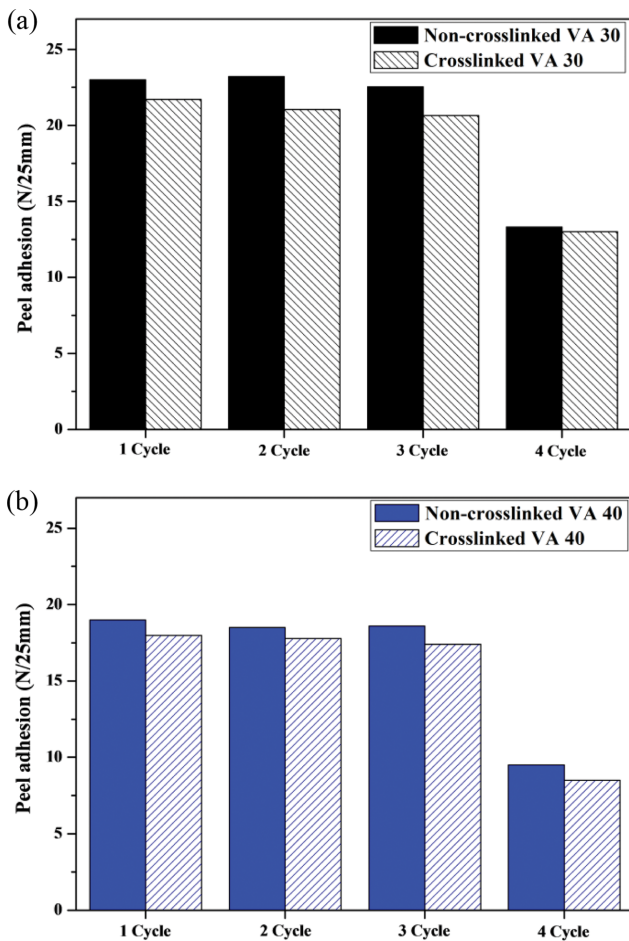 (a)
Non-crosslinked VA 30
Crosslinked VA 30
Peel adhesion (N/25mm)
25
20
15
10
5
0
1 Cycle 2 Cycle 3 Cycle 4 Cycle
(b)
Non-crosslinked VA 40
Crosslinked VA 40
Peel adhesion (N/25mm)
25
20
15
10
5
0
1 Cycle 2 Cycle 3 Cycle 4 Cycle